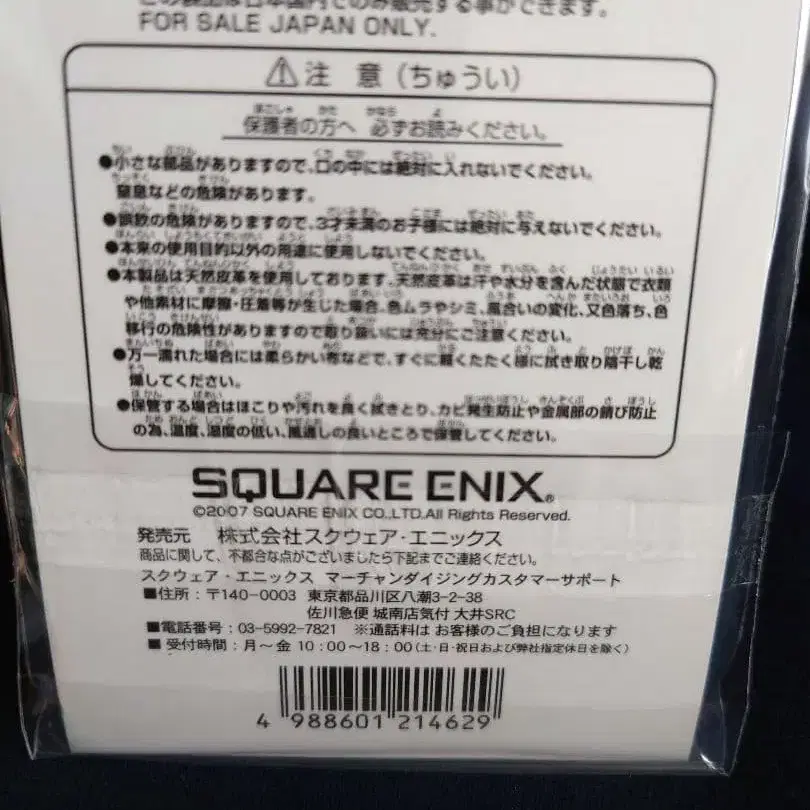 この製品は日本国内でのみ販売する事ができます。
FOR SALE JAPAN ONLY.
⚠注 意(ちゅうい)
保護者の方へ 必ずお読みください。
●小さな部品がありますので、口の中には絶対に入れないでください。
窒息などの危険があります。
●誤飲の危険がありますので、3才未満のお子様には絶対に与えないでください。
●本来の使用目的以外の用途に使用しないでください。
●本製品は天然皮革を使用しております。天然皮革は汗や水分を含んだ状態で衣類
や他素材に摩擦・圧着等が生じた場合、色ムラやシミ、風合いの変化、又色落ち、色
移行の危険性がありますので取り扱いには充分にご注意ください。
●万一濡れた場合には柔らかい布などで、すぐに軽くたたく様に拭き取り陰干し乾
燥してください。
●保管する場合はほこりや汚れを良く拭きとり、カビ発生防止や金属部の錆び防止
の為、温度、湿度の低い、風通しの良いところで保管してください。
SQUARE ENIX®
©2007 SQUARE ENIX CO.,LTD.All Rights Reserved.
発売元 株式会社スクウェア・エニックス
商品に関して、不都合な点がございましたら下記までご連絡ください。
スクウェア・エニックス マーチャンダイジングカスタマーサポート
■住所：〒140-0003 東京都品川区八潮3-2-38
佐川急便 城南店気付 大井SRC
■電話番号：03-5992-7821 ※通話料は お客様のご負担になります
■受付時間：月～金 10:00～18:00(土・日・祝日および弊社指定休日を除く)
4 988601 214629